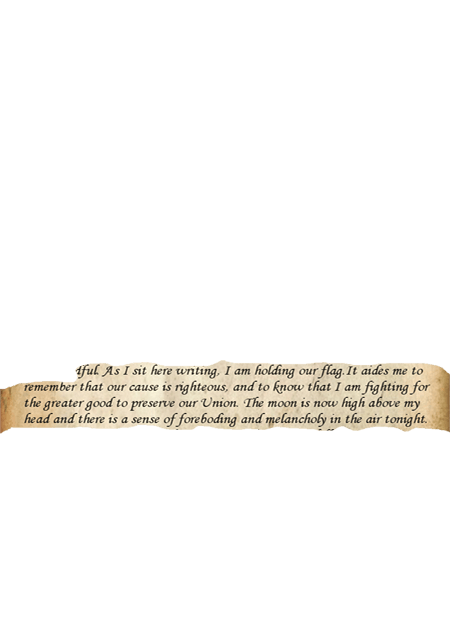 As I sit here writing, I am holding our flag.It aides me to
remember that our cause is righteous, and to know that I am fighting for
the greater good to preserve our Union. The moon is now high above my
head and there is a sense of foreboding and melancholy in the air tonight.